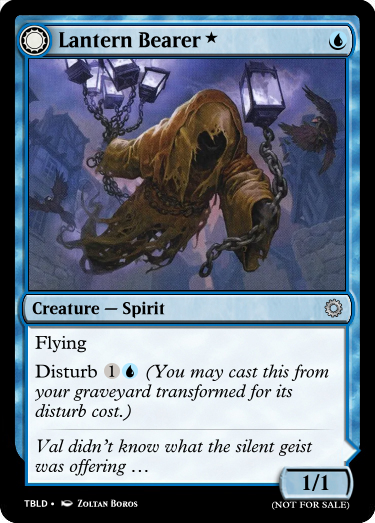 Lantern Bearer ★
Creature — Spirit
Flying
Disturb 1 (You may cast this from
your graveyard transformed for its
disturb cost.)
Val didn't know what the silent geist
was offering …
1/1
TBLD • Zoltan Boros
(NOT FOR SALE)